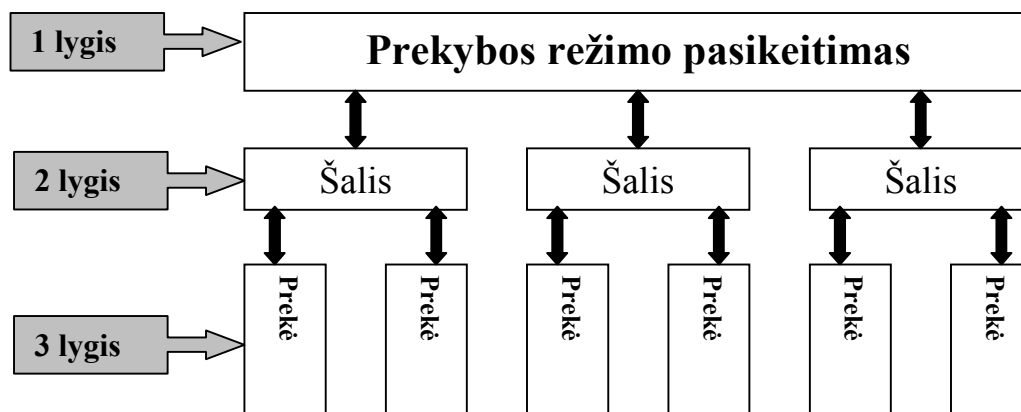 1 lygis
Prekybos režimo pasikeitimas
2 lygis
Šalis
Šalis
Šalis
3 lygis
Prekė
Prekė
Prekė
Prekė
Prekė
Prekė